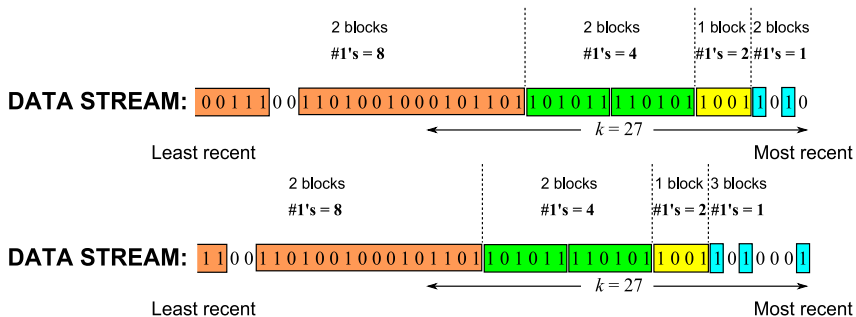 2 blocks 2 blocks 1 block 2 blocks
#1's = 8 #1's = 4 #1's = 2 #1's = 1
DATA STREAM: 0 0 1 1 1 0 0 1 1 0 1 0 0 1 0 0 0 1 0 1 1 0 1 1 0 1 0 1 1 1 1 0 1 0 1 1 0 0 1 1 0 1 0
k = 27
Least recent Most recent
2 blocks 2 blocks 1 block 3 blocks
#1's = 8 #1's = 4 #1's = 2 #1's = 1
DATA STREAM: 1 1 0 0 1 1 0 1 0 0 1 0 0 0 1 0 1 1 0 1 1 0 1 0 1 1 1 1 0 1 0 1 1 0 0 1 1 0 1 0 0 0 1
k = 27
Least recent Most recent